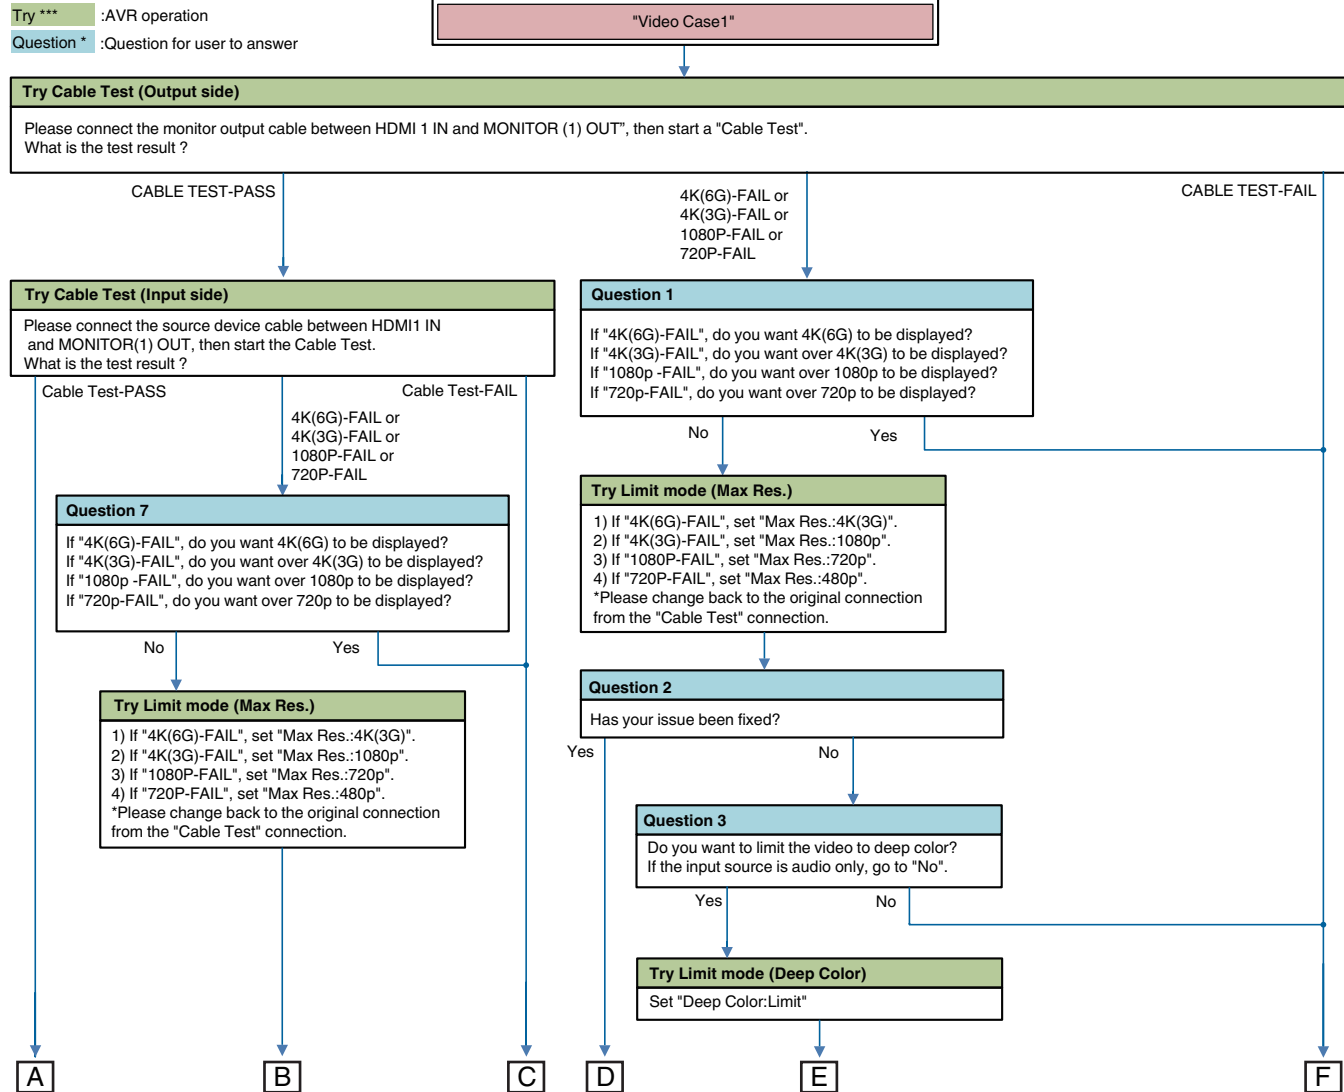 Try *** :AVR operation
Question * :Question for user to answer
"Video Case1"
Try Cable Test (Output side)
Please connect the monitor output cable between HDMI 1 IN and MONITOR (1) OUT”, then start a "Cable Test".
What is the test result ?
CABLE TEST-PASS
4K(6G)-FAIL or
4K(3G)-FAIL or
1080P-FAIL or
720P-FAIL
CABLE TEST-FAIL
Try Cable Test (Input side)
Please connect the source device cable between HDMI1 IN
and MONITOR(1) OUT, then start the Cable Test.
What is the test result ?
Cable Test-PASS
4K(6G)-FAIL or
4K(3G)-FAIL or
1080P-FAIL or
720P-FAIL
Cable Test-FAIL
Question 1
If "4K(6G)-FAIL", do you want 4K(6G) to be displayed?
If "4K(3G)-FAIL", do you want over 4K(3G) to be displayed?
If "1080p -FAIL", do you want over 1080p to be displayed?
If "720p-FAIL", do you want over 720p to be displayed?
No
Yes
Question 7
If "4K(6G)-FAIL", do you want 4K(6G) to be displayed?
If "4K(3G)-FAIL", do you want over 4K(3G) to be displayed?
If "1080p -FAIL", do you want over 1080p to be displayed?
If "720p-FAIL", do you want over 720p to be displayed?
No
Yes
Try Limit mode (Max Res.)
1) If "4K(6G)-FAIL", set "Max Res.:4K(3G)".
2) If "4K(3G)-FAIL", set "Max Res.:1080p".
3) If "1080P-FAIL", set "Max Res.:720p".
4) If "720P-FAIL", set "Max Res.:480p".
*Please change back to the original connection
from the "Cable Test" connection.
Try Limit mode (Max Res.)
1) If "4K(6G)-FAIL", set "Max Res.:4K(3G)".
2) If "4K(3G)-FAIL", set "Max Res.:1080p".
3) If "1080P-FAIL", set "Max Res.:720p".
4) If "720P-FAIL", set "Max Res.:480p".
*Please change back to the original connection
from the "Cable Test" connection.
Question 2
Has your issue been fixed?
Yes
No
Question 3
Do you want to limit the video to deep color?
If the input source is audio only, go to "No".
Yes
No
Try Limit mode (Deep Color)
Set "Deep Color:Limit"
A
B
C
D
E
F